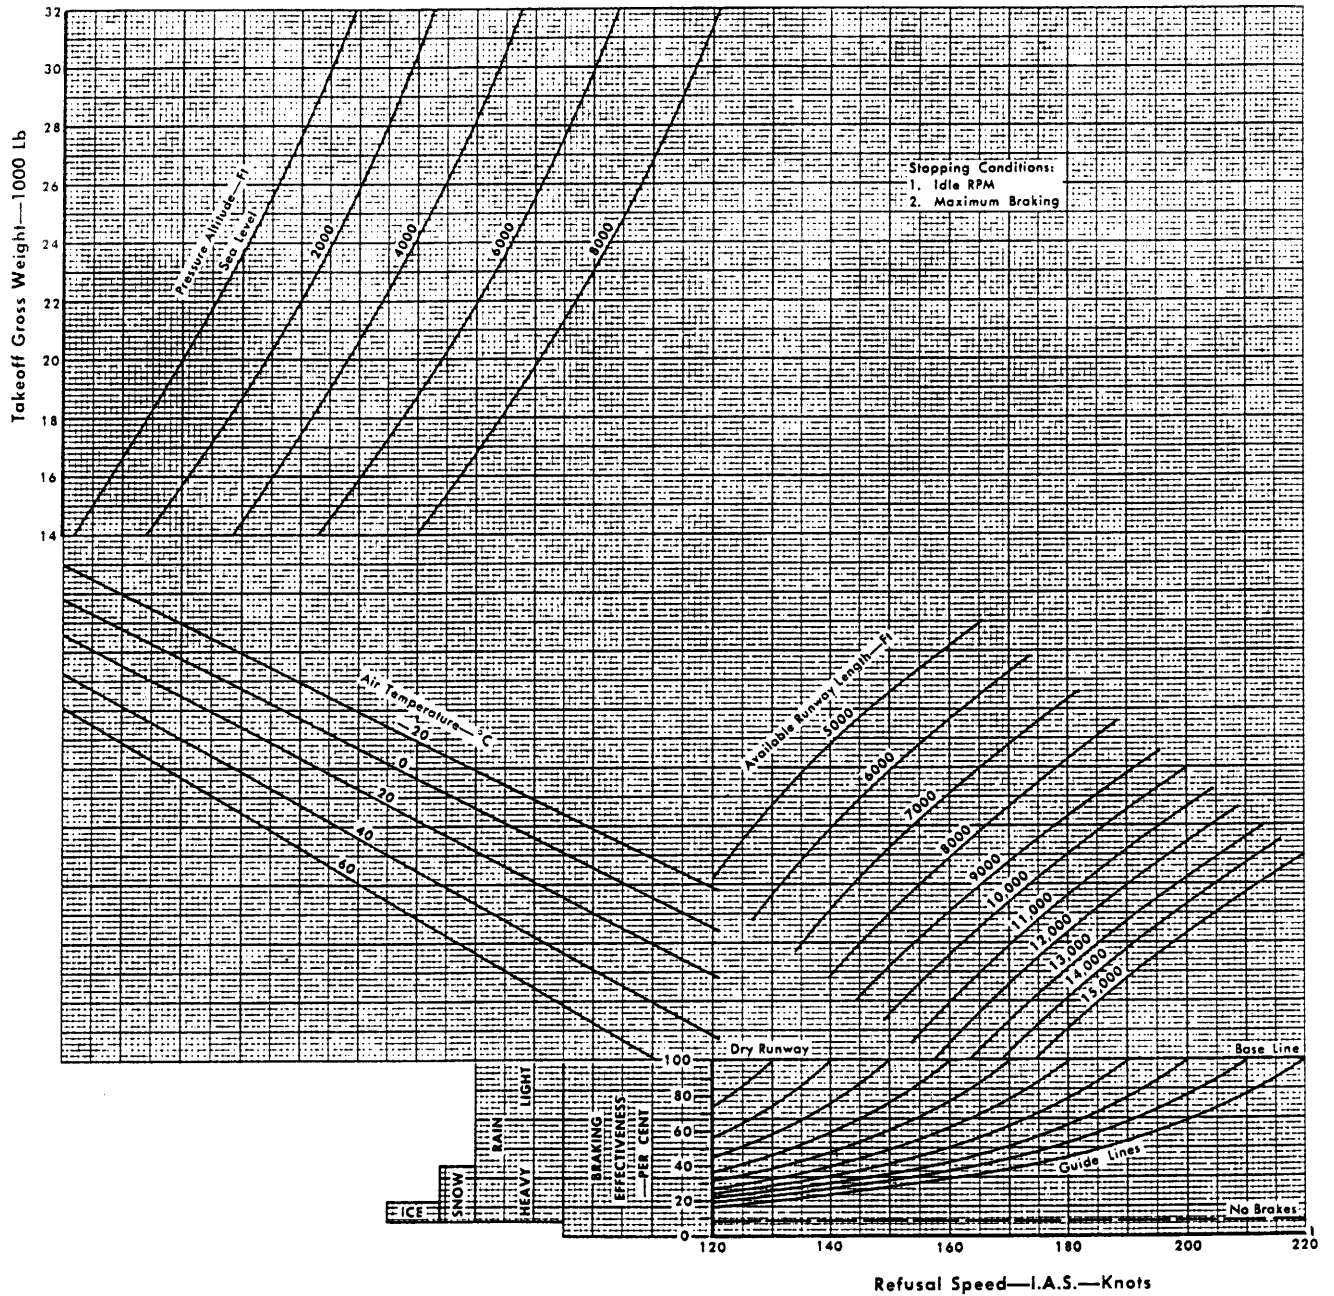 32
30
28
26
24
22
20
18
16
14
Takeoff Gross Weight—1000 Lb
Pressure Altitude—Ft
Sea Level
2000
4000
6000
8000
Stopping Conditions:
1. Idle RPM
2. Maximum Braking
Air Temperature—°C
—20
0
20
40
60
Available Runway Length—Ft
5000
6000
7000
8000
9000
10,000
11,000
12,000
13,000
14,000
15,000
Dry Runway
Base Line
100
80
60
40
20
0
BRAKING
EFFECTIVENESS
—PER CENT
RAIN
HEAVY LIGHT
SNOW
ICE
Guide Lines
No Brakes
120 140 160 180 200 220
Refusal Speed—I.A.S.—Knots